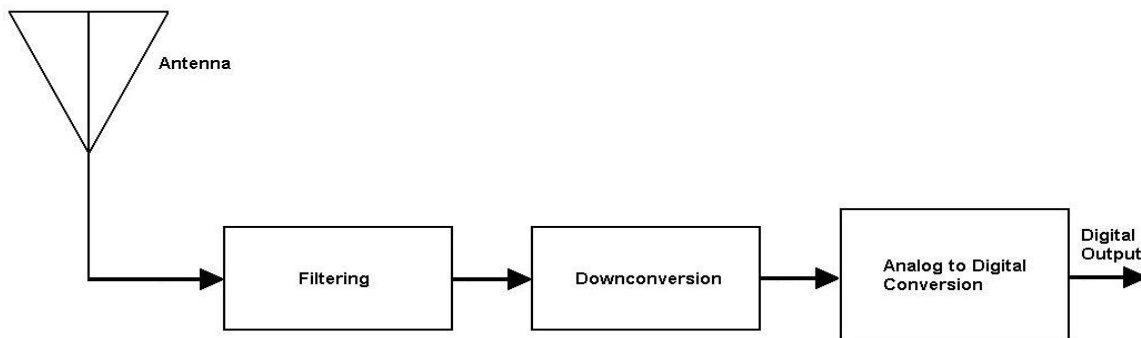 Antenna
Filtering
Downconversion
Analog to Digital
Conversion
Digital
Output